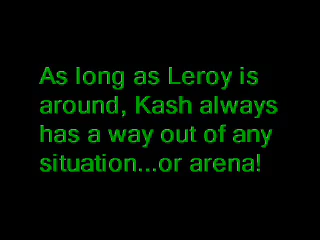 As long as Leroy is
around, Kash always
has a way out of any
situation...or arena!